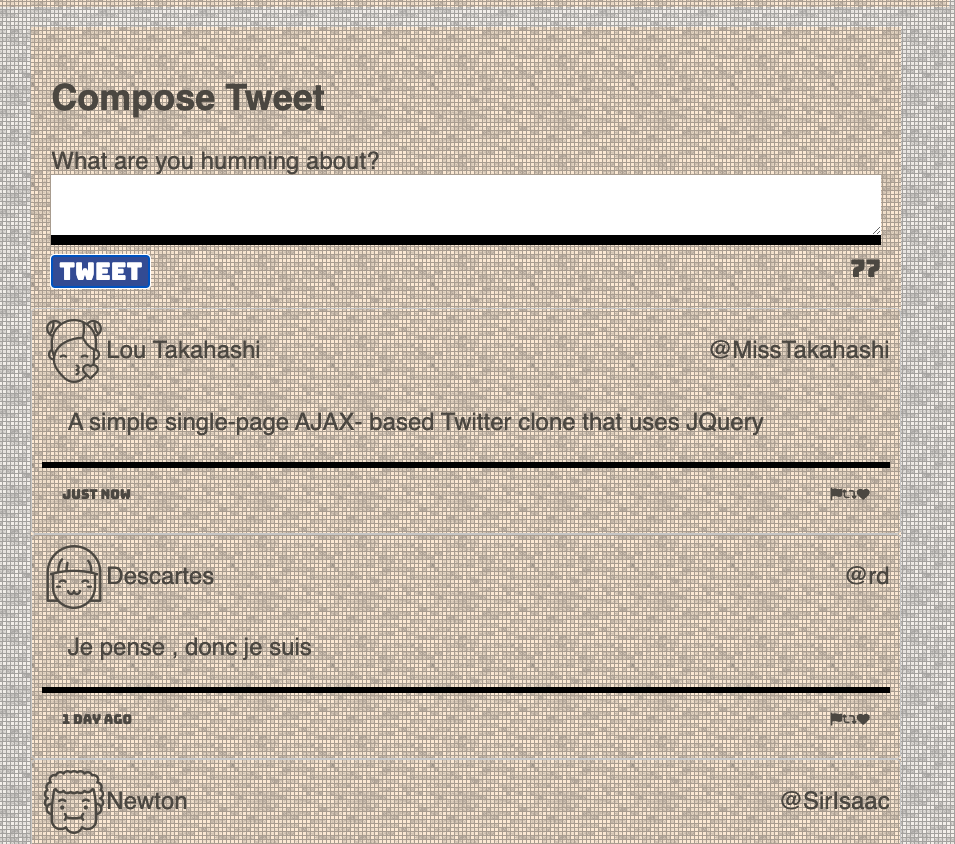 Compose Tweet
What are you humming about?
TWEET
77
Lou Takahashi @MissTakahashi
A simple single-page AJAX- based Twitter clone that uses JQuery
JUST NOW
Descartes @rd
Je pense , donc je suis
1 DAY AGO
Newton @SirIsaac